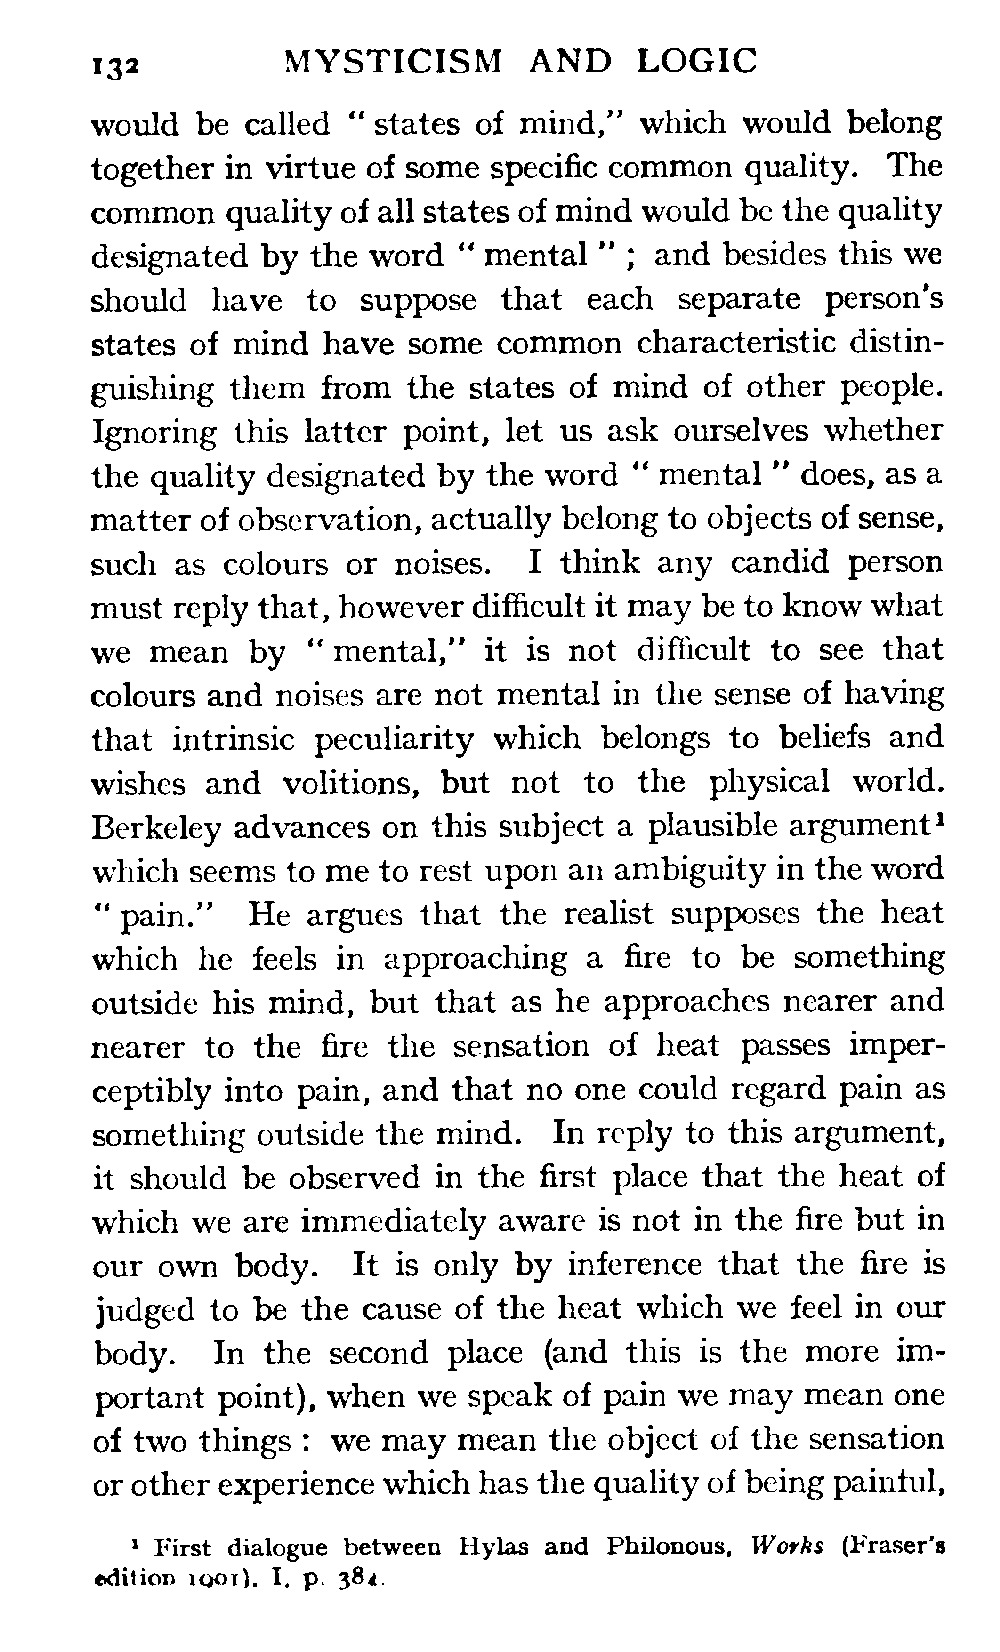 132 MYSTICISM AND LOGIC
would be called “ states of mind,” which would belong
together in virtue of some specific common quality. The
common quality of all states of mind would be the quality
designated by the word “ mental ” ; and besides this we
should have to suppose that each separate person's
states of mind have some common characteristic distin-
guishing them from the states of mind of other people.
Ignoring this latter point, let us ask ourselves whether
the quality designated by the word “ mental ” does, as a
matter of observation, actually belong to objects of sense,
such as colours or noises. I think any candid person
must reply that, however difficult it may be to know what
we mean by “ mental,” it is not difficult to see that
colours and noises are not mental in the sense of having
that intrinsic peculiarity which belongs to beliefs and
wishes and volitions, but not to the physical world.
Berkeley advances on this subject a plausible argument¹
which seems to me to rest upon an ambiguity in the word
“ pain.” He argues that the realist supposes the heat
which he feels in approaching a fire to be something
outside his mind, but that as he approaches nearer and
nearer to the fire the sensation of heat passes imper-
ceptibly into pain, and that no one could regard pain as
something outside the mind. In reply to this argument,
it should be observed in the first place that the heat of
which we are immediately aware is not in the fire but in
our own body. It is only by inference that the fire is
judged to be the cause of the heat which we feel in our
body. In the second place (and this is the more im-
portant point), when we speak of pain we may mean one
of two things : we may mean the object of the sensation
or other experience which has the quality of being painful,
¹ First dialogue between Hylas and Philonous, Works (Fraser's
edition 1901). I. p. 384.